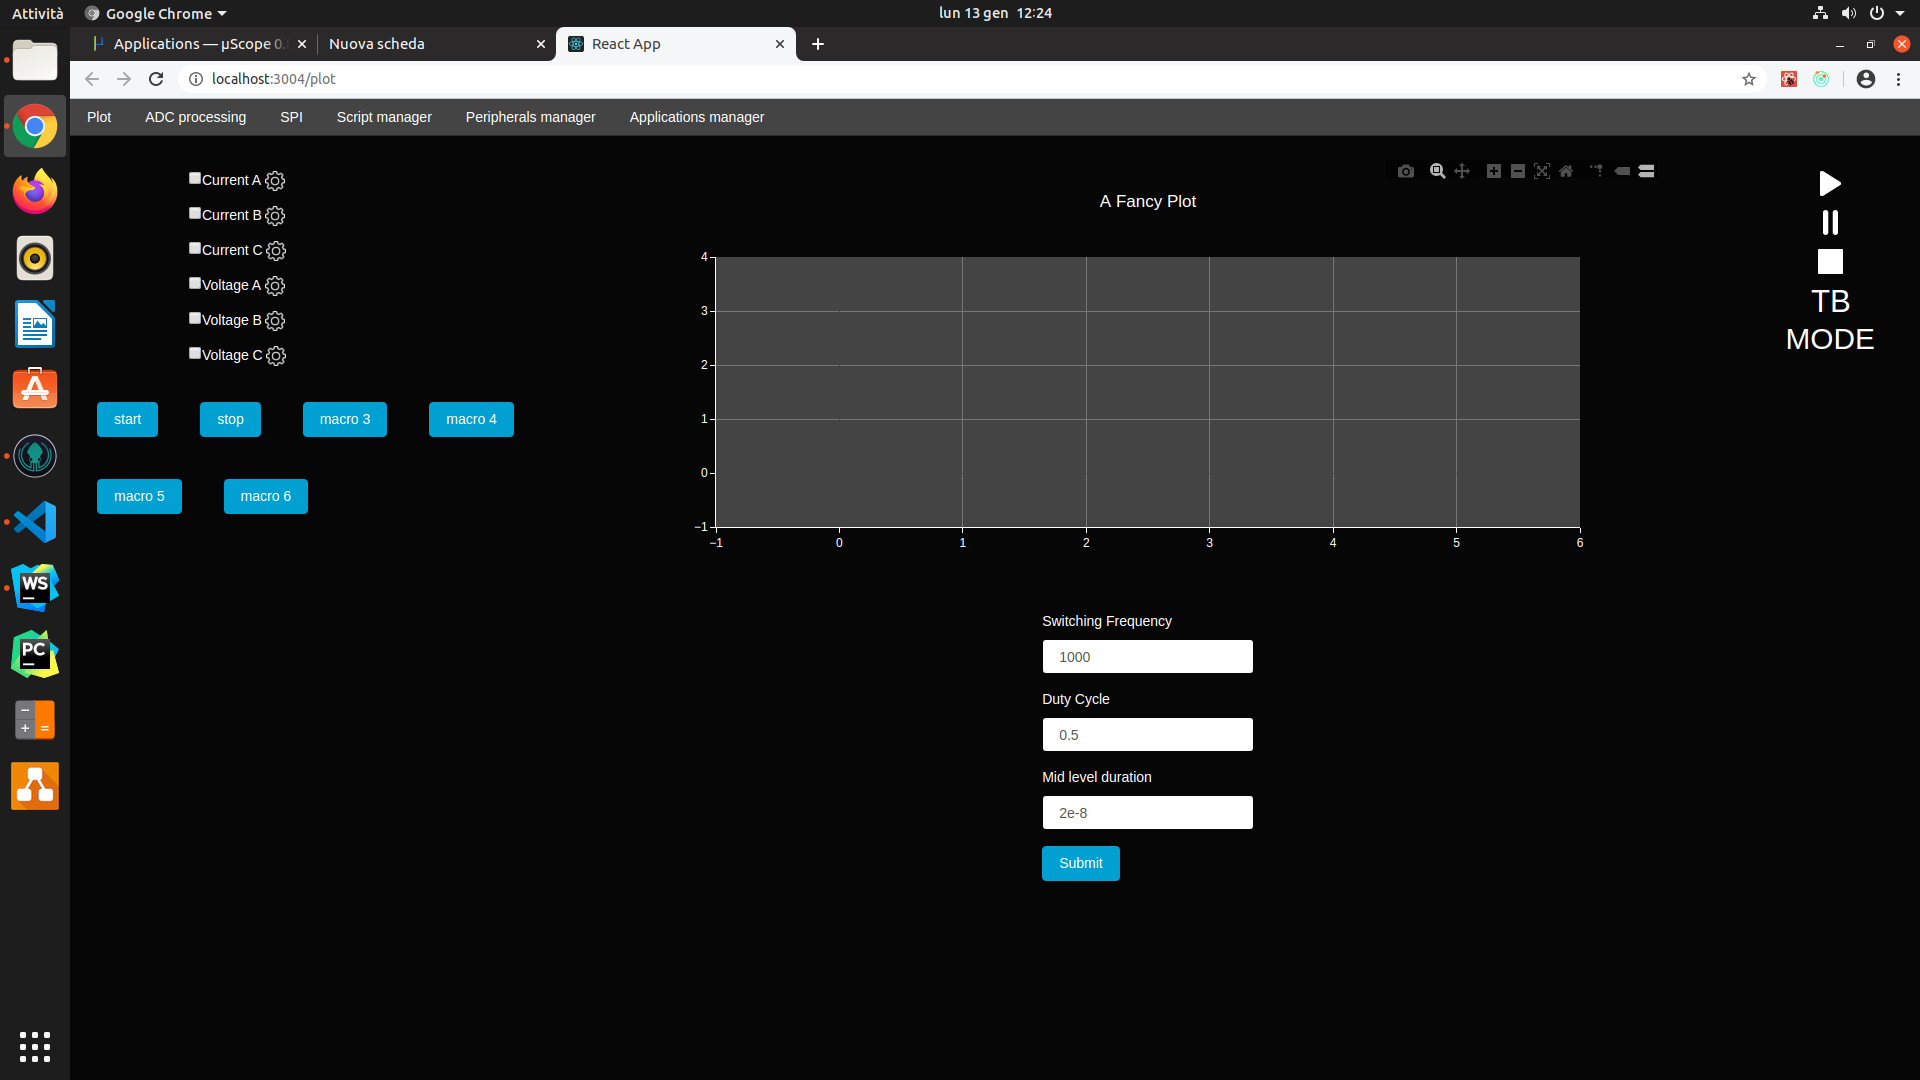 Attività
Google Chrome
lun 13 gen 12:24
Applications — µScope 0.
Nuova scheda
React App
localhost:3004/plot
Plot
ADC processing
SPI
Script manager
Peripherals manager
Applications manager
Current A
Current B
Current C
Voltage A
Voltage B
Voltage C
start
stop
macro 3
macro 4
macro 5
macro 6
A Fancy Plot
4
3
2
1
0
−1
−1
0
1
2
3
4
5
6
TB
MODE
Switching Frequency
1000
Duty Cycle
0.5
Mid level duration
2e-8
Submit
WS
PC